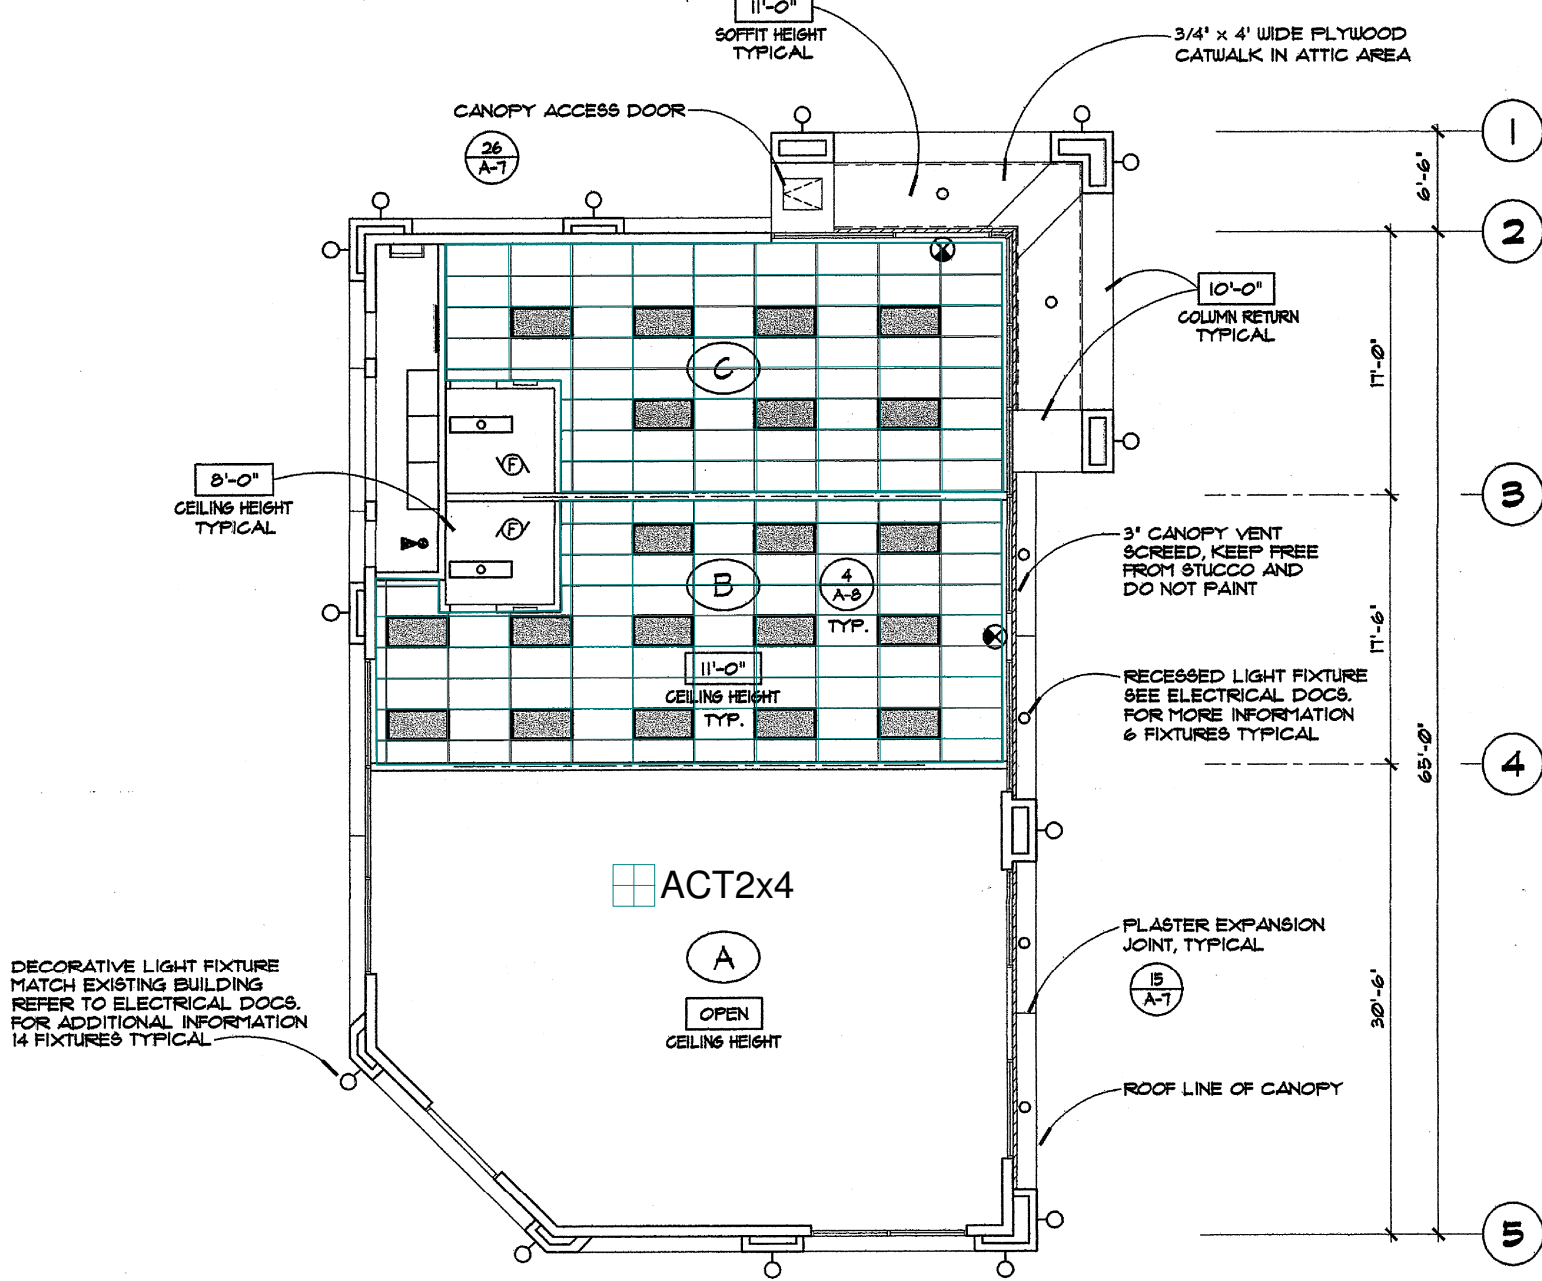 11'-0"
SOFFIT HEIGHT
TYPICAL
3/4" x 4' WIDE PLYWOOD
CATWALK IN ATTIC AREA
CANOPY ACCESS DOOR
26
A-7
1
6'-6"
2
10'-0"
COLUMN RETURN
TYPICAL
17'-0"
C
F
8'-0"
CEILING HEIGHT
TYPICAL
3
F
3" CANOPY VENT
SCREED, KEEP FREE
FROM STUCCO AND
DO NOT PAINT
B
4
A-8
TYP.
17'-6"
11'-0"
CEILING HEIGHT
TYP.
RECESSED LIGHT FIXTURE
SEE ELECTRICAL DOCS.
FOR MORE INFORMATION
6 FIXTURES TYPICAL
65'-0"
4
ACT2x4
A
OPEN
CEILING HEIGHT
PLASTER EXPANSION
JOINT, TYPICAL
15
A-7
30'-6"
DECORATIVE LIGHT FIXTURE
MATCH EXISTING BUILDING
REFER TO ELECTRICAL DOCS.
FOR ADDITIONAL INFORMATION
14 FIXTURES TYPICAL
ROOF LINE OF CANOPY
5